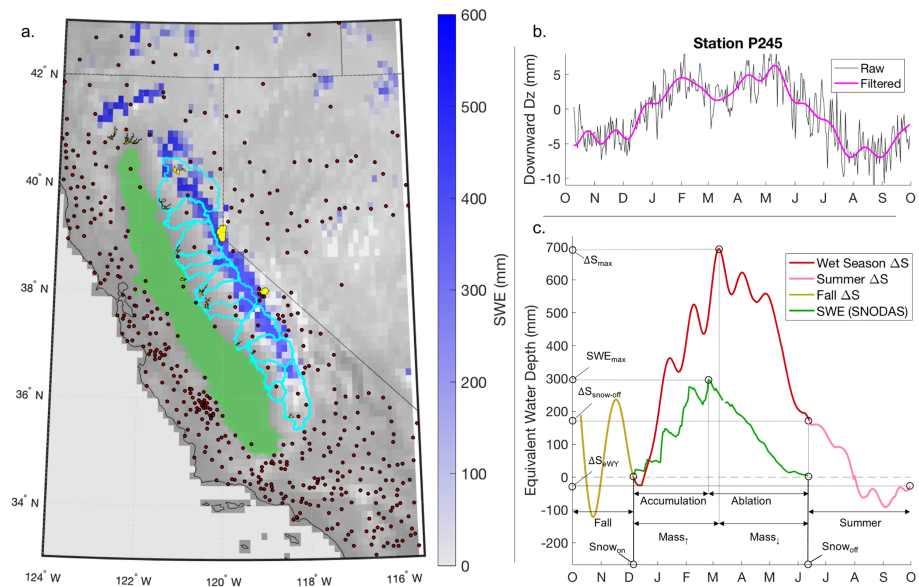 a.
42° N
40° N
38° N
36° N
34° N
124° W
122° W
120° W
118° W
116° W
600
500
400
300
200
100
0
SWE (mm)
b.
Station P245
Raw
Filtered
Downward Dz (mm)
5
0
-5
-10
O N D J F M A M J J A S O
c.
Wet Season ΔS
Summer ΔS
Fall ΔS
SWE (SNODAS)
Equivalent Water Depth (mm)
700
600
500
400
300
200
100
0
-100
-200
ΔSmax
SWEmax
ΔSsnow-off
ΔSeWY
Accumulation
Ablation
Fall
Mass↑
Mass↓
Summer
Snowon
Snowoff
O N D J F M A M J J A S O